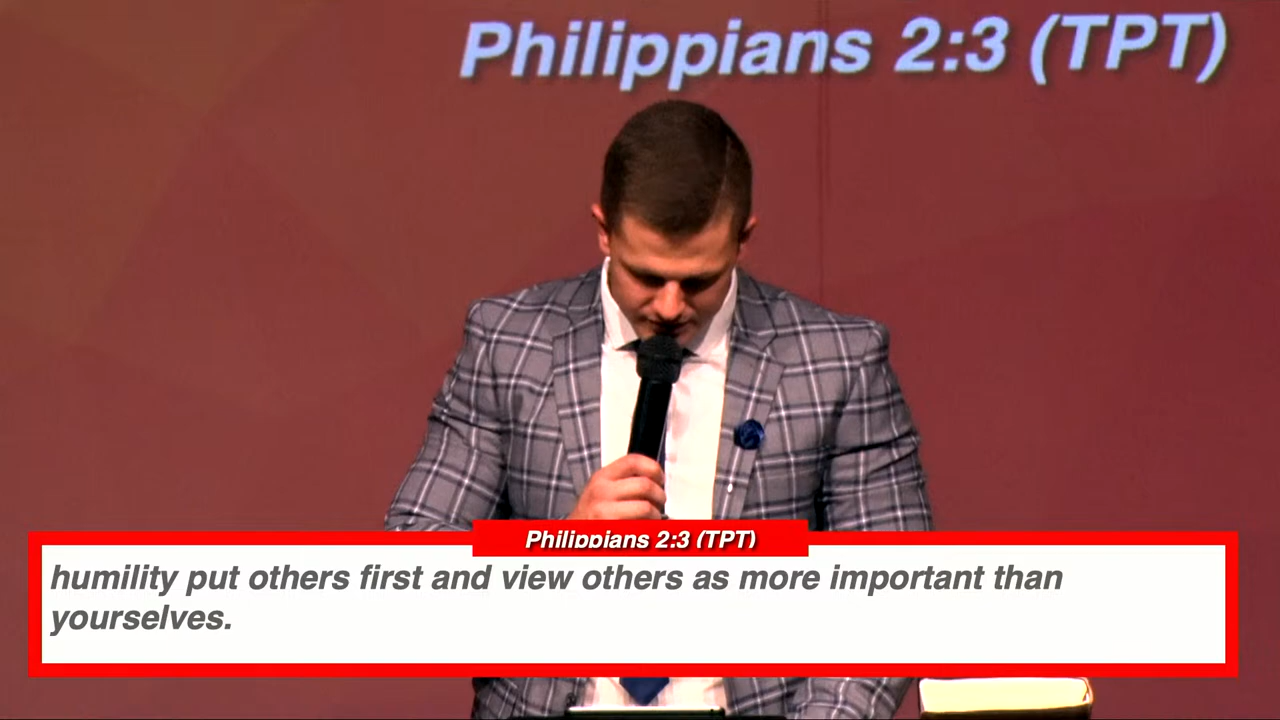 Philippians 2:3 (TPT)
Philippians 2:3 (TPT)
humility put others first and view others as more important than
yourselves.